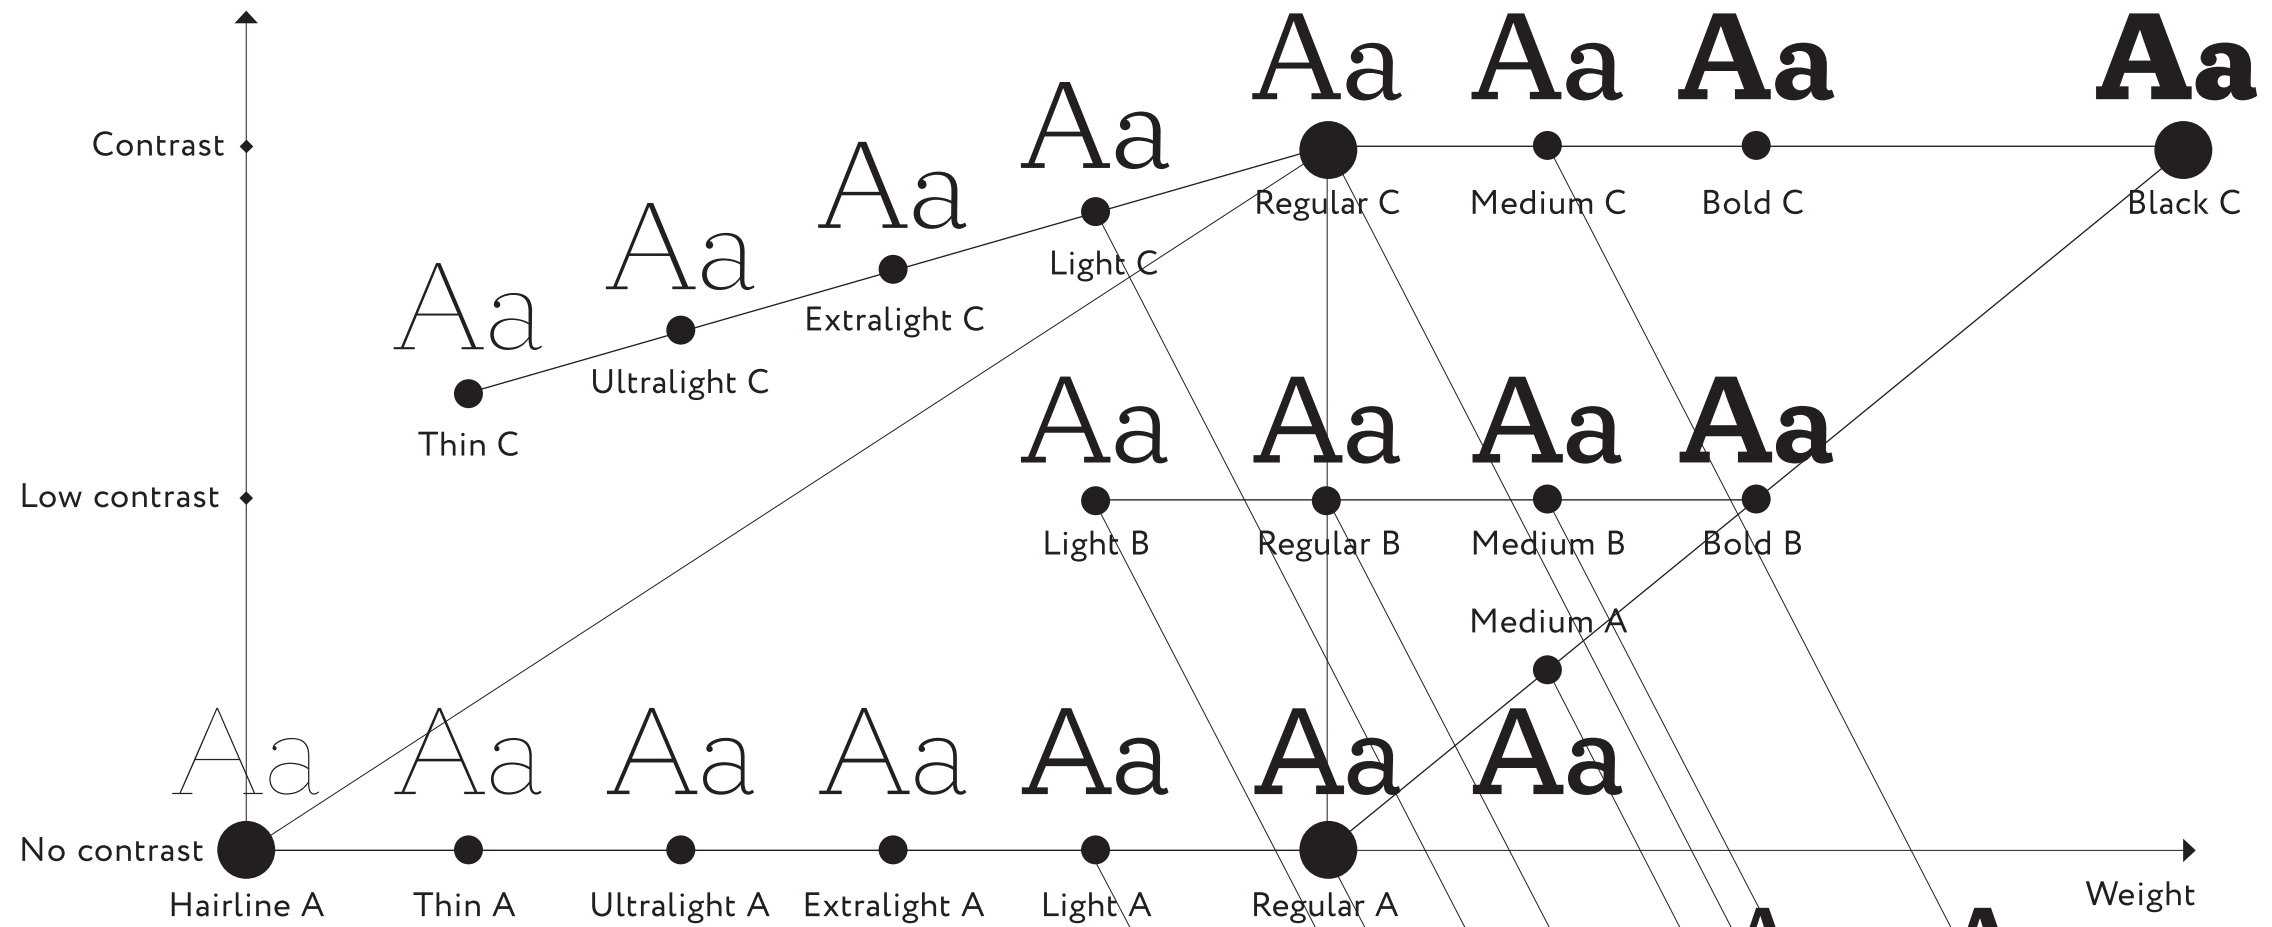 Aa
Aa
Aa
Aa
Aa
Aa
Aa
Aa
Contrast
Regular C
Medium C
Bold C
Black C
Light C
Extralight C
Ultralight C
Thin C
Aa
Aa
Aa
Aa
Low contrast
Light B
Regular B
Medium B
Bold B
Medium A
Aa
Aa
Aa
Aa
Aa
Aa
Aa
No contrast
Hairline A
Thin A
Ultralight A
Extralight A
Light A
Regular A
Weight